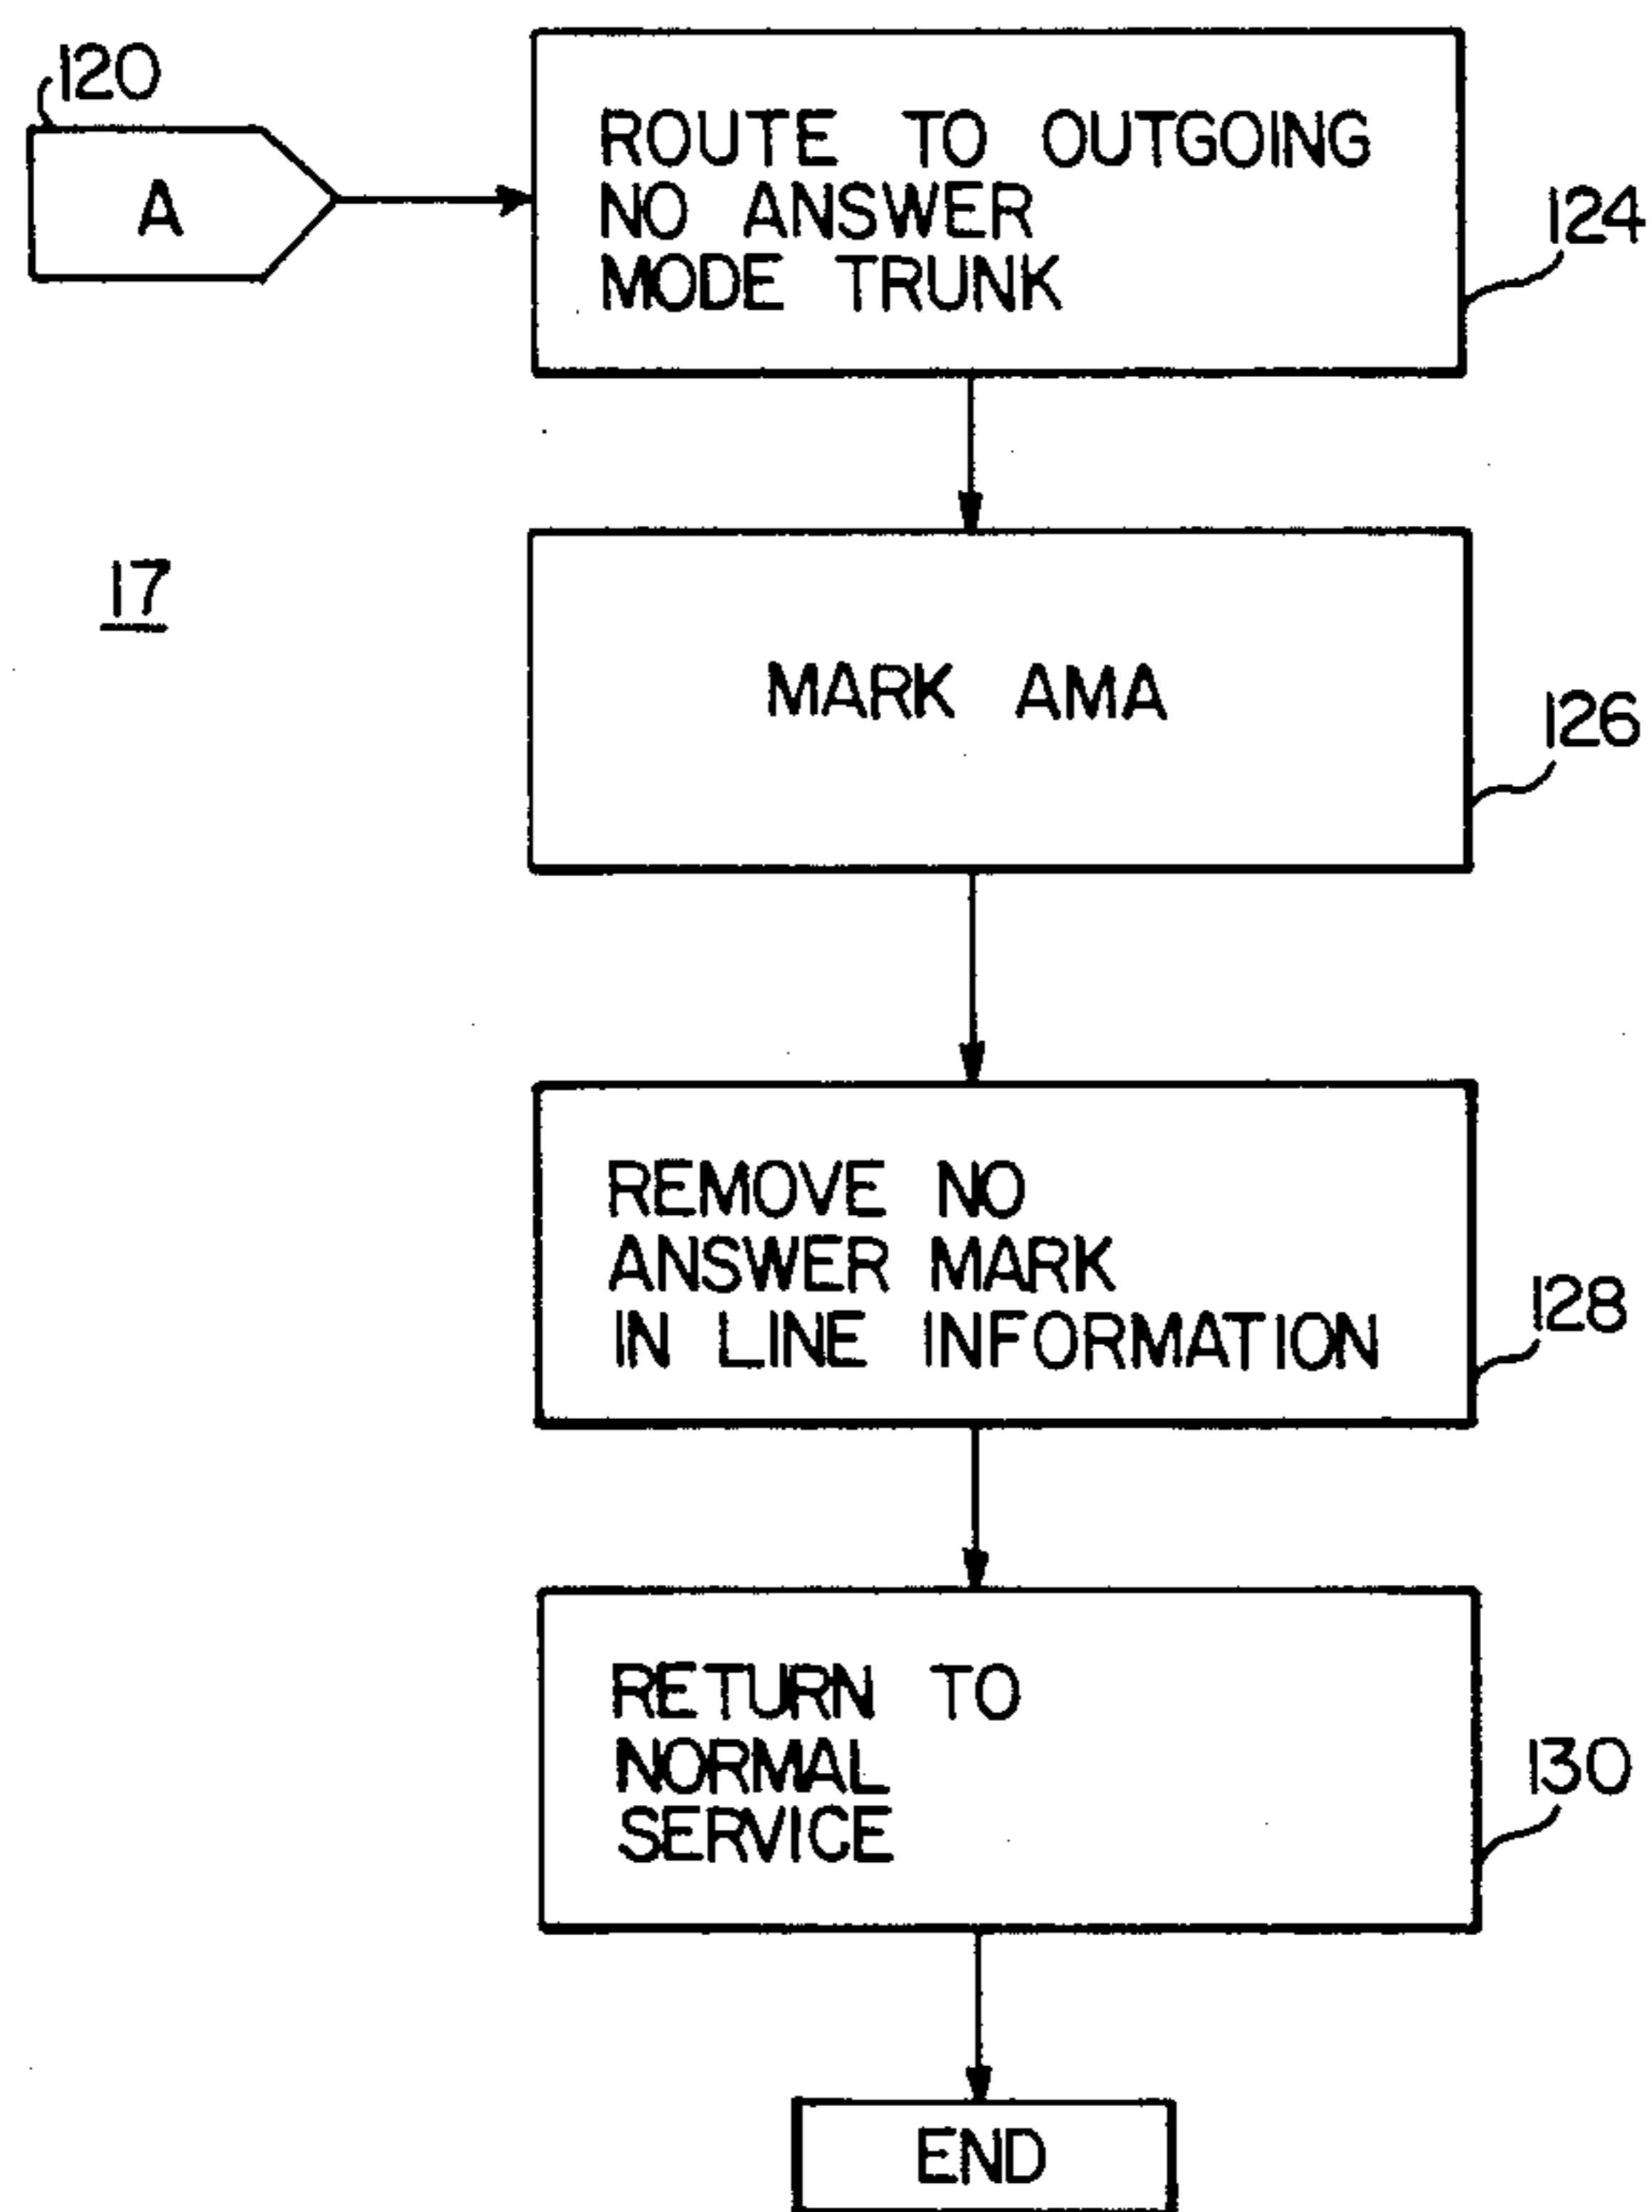 120
A
ROUTE TO OUTGOING
NO ANSWER
MODE TRUNK
124
17
MARK AMA
126
REMOVE NO
ANSWER MARK
IN LINE INFORMATION
128
RETURN TO
NORMAL
SERVICE
130
END